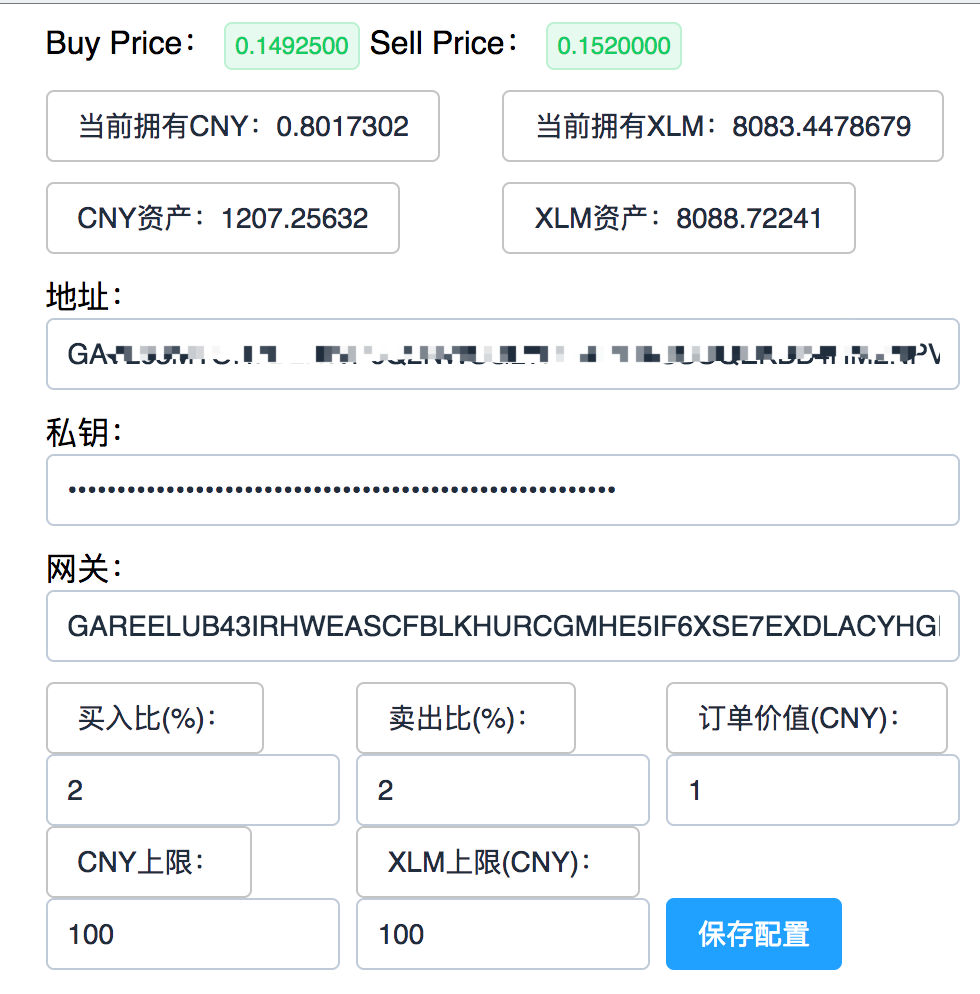 Buy Price： 0.1492500 Sell Price： 0.1520000
当前拥有CNY：0.8017302 当前拥有XLM：8083.4478679
CNY资产：1207.25632 XLM资产：8088.72241
地址：
GA
私钥：
••••••••••••••••••••••••••••••••••••••••••••••••••••••••
网关：
GAREELUB43IRHWEASCFBLKHURCGMHE5IF6XSE7EXDLACYHG
买入比(%)： 卖出比(%)： 订单价值(CNY)：
2 2 1
CNY上限： XLM上限(CNY)：
100 100 保存配置